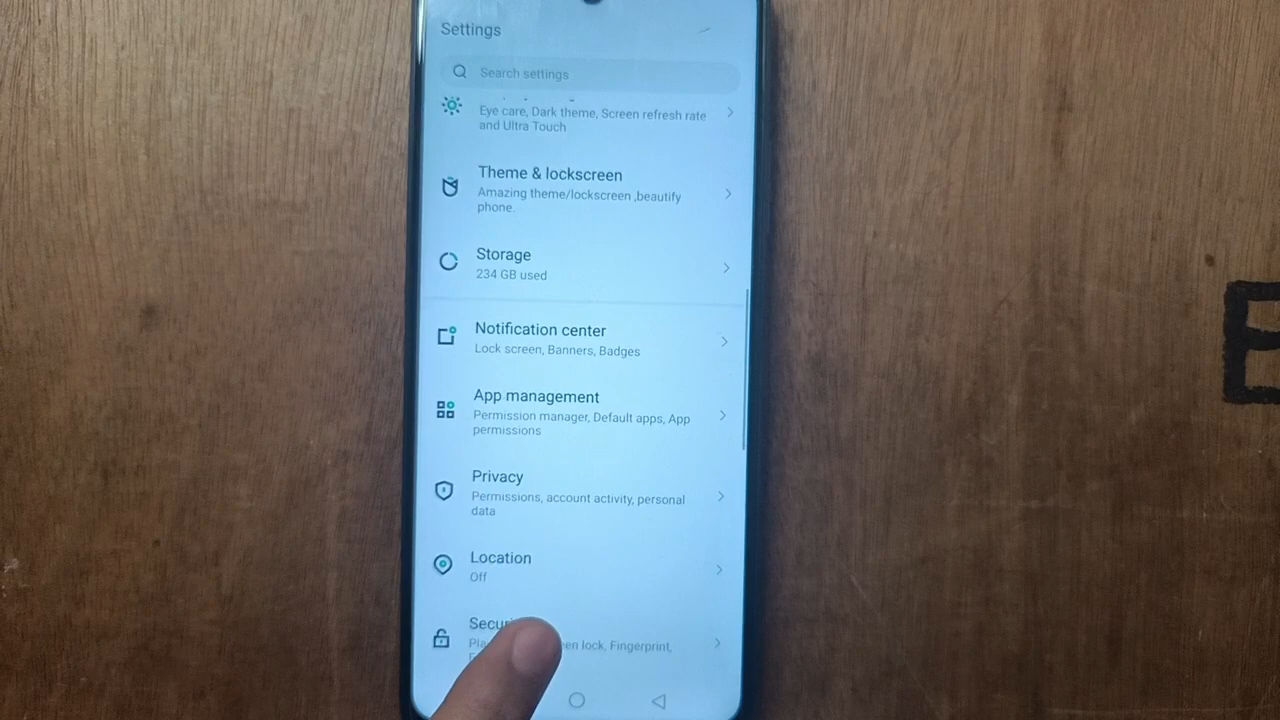 Settings
Search settings
Eye care, Dark theme, Screen refresh rate
and Ultra Touch
Theme & lockscreen
Amazing theme/lockscreen ,beautify
phone.
Storage
234 GB used
Notification center
Lock screen, Banners, Badges
App management
Permission manager, Default apps, App
permissions
Privacy
Permissions, account activity, personal
data
Location
Off
lock, Fingerprint,
E